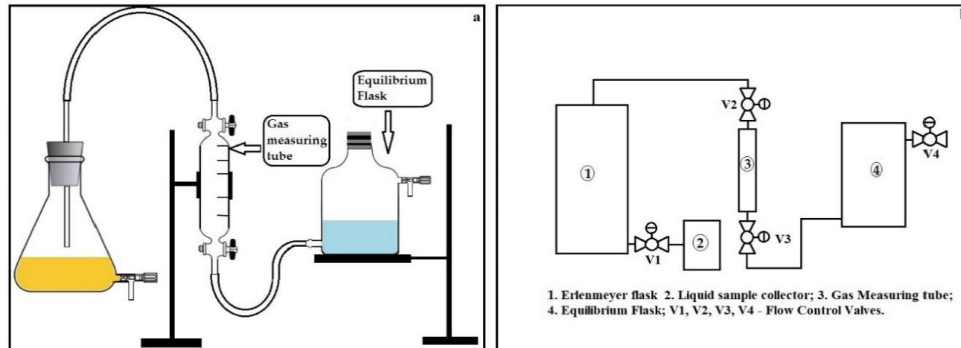 a
Gas
measuring
tube
Equilibrium
Flask
V2
1
3
4
V4
V1
2
V3
1. Erlenmeyer flask 2. Liquid sample collector; 3. Gas Measuring tube;
4. Equilibrium Flask; V1, V2, V3, V4 - Flow Control Valves.